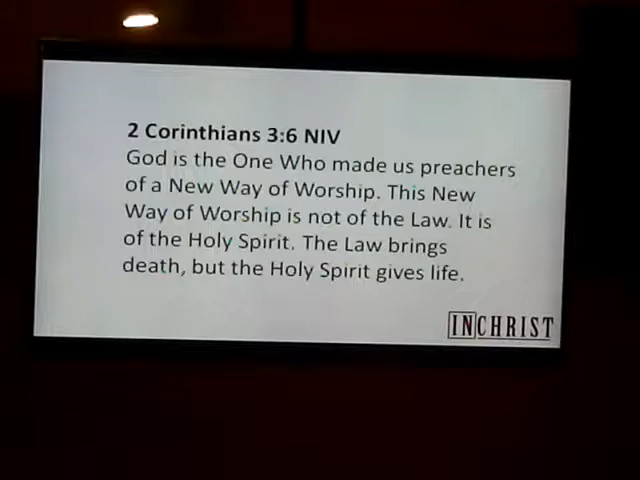 2 Corinthians 3:6 NIV
God is the One Who made us preachers
of a New Way of Worship. This New
Way of Worship is not of the Law. It is
of the Holy Spirit. The Law brings
death, but the Holy Spirit gives life.
INCHRIST